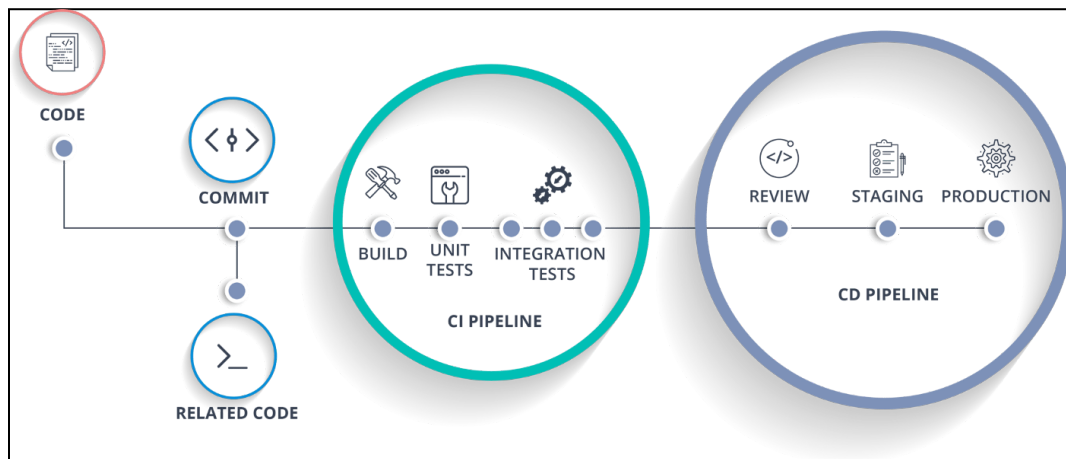 CODE
COMMIT
RELATED CODE
BUILD
UNIT
TESTS
INTEGRATION
TESTS
CI PIPELINE
REVIEW
STAGING
PRODUCTION
CD PIPELINE